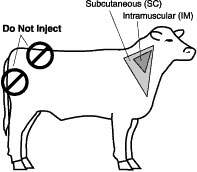 Subcutaneous (SC)
Intramuscular (IM)
Do Not Inject